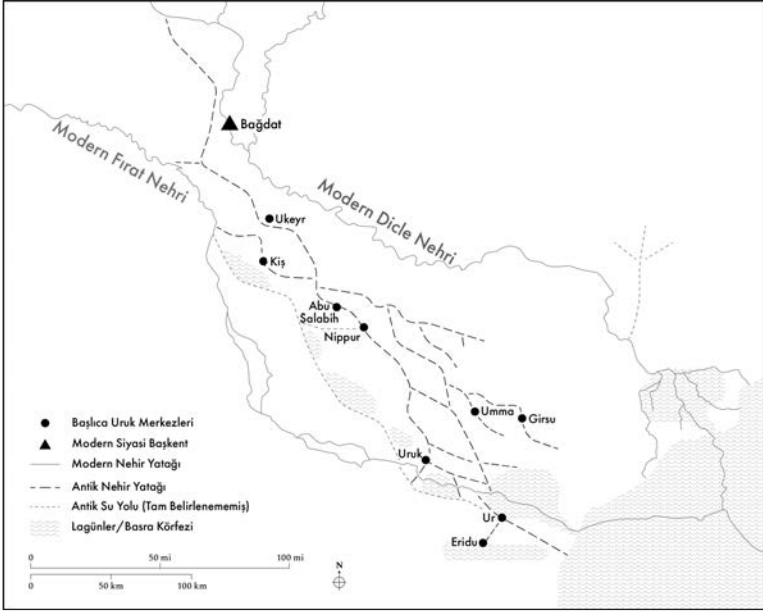 Bağdat
Modern Fırat Nehri
Modern Dicle Nehri
Ukeyr
Kiş
Abu
Salabih
Nippur
Umma
Girsu
Uruk
Ur
Eridu
Başlıca Uruk Merkezleri
Modern Siyasi Başkent
Modern Nehir Yatağı
Antik Nehir Yatağı
Antik Su Yolu (Tam Belirlenememiş)
Lagünler/Basra Körfezi
0 50 mi 100 mi
0 50 km 100 km
N